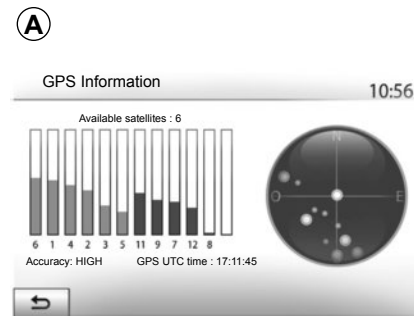 A
GPS Information 10:56
Available satellites : 6
6 1 4 2 3 5 11 9 7 12 8
Accuracy: HIGH GPS UTC time : 17:11:45
N
O E